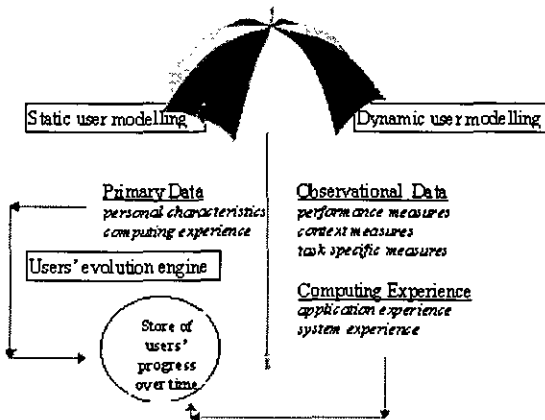 Static user modelling
Dynamic user modelling
Primary Data
personal characteristics
computing experience
Users' evolution engine
Store of
users'
progress
over time
Observational Data
performance measures
context measures
task specific measures
Computing Experience
application experience
system experience